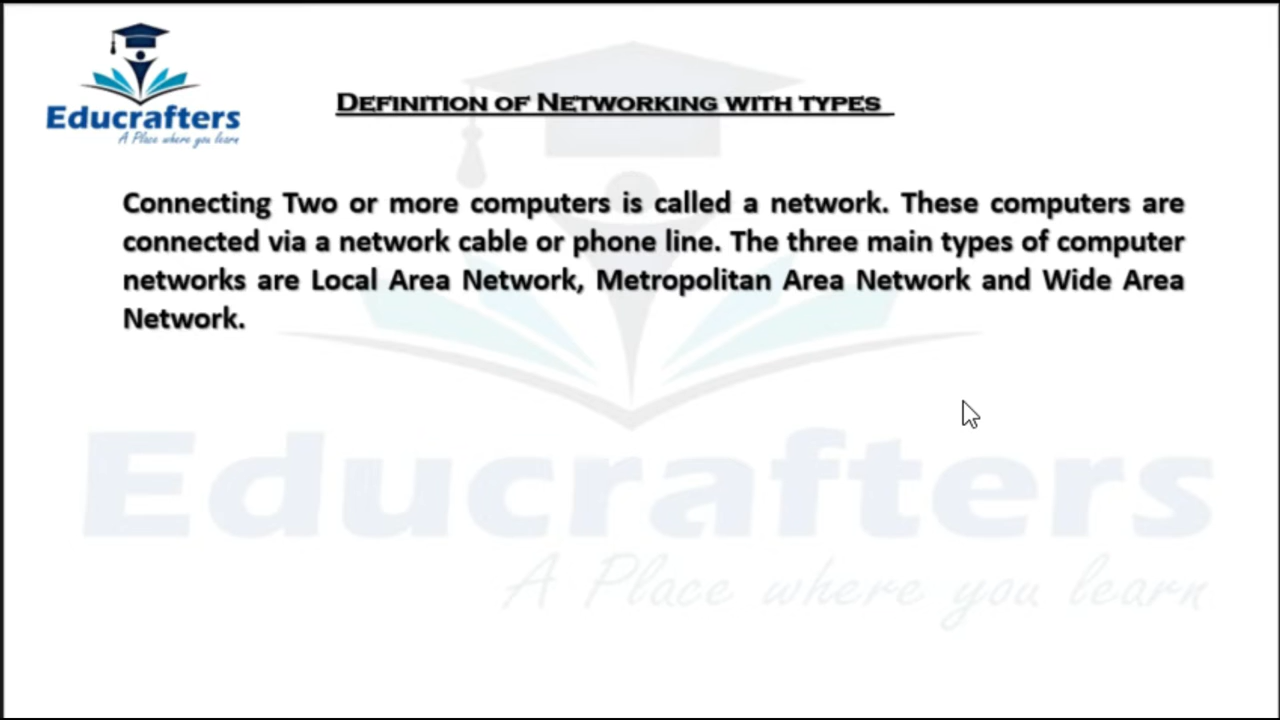 Educrafters
A Place where you learn
DEFINITION OF NETWORKING WITH TYPES
Connecting Two or more computers is called a network. These computers are
connected via a network cable or phone line. The three main types of computer
networks are Local Area Network, Metropolitan Area Network and Wide Area
Network.
Educrafters
A Place where you learn